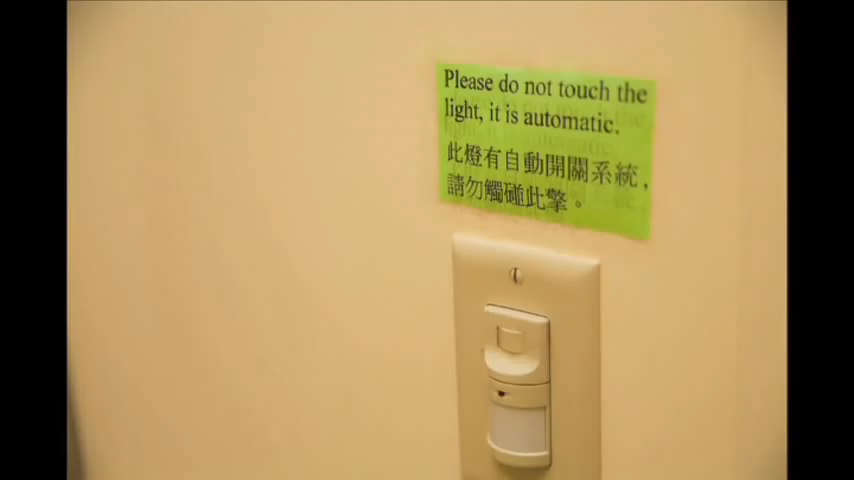 Please do not touch the
light, it is automatic.
此燈有自動開關系統，
請勿觸碰此擎。